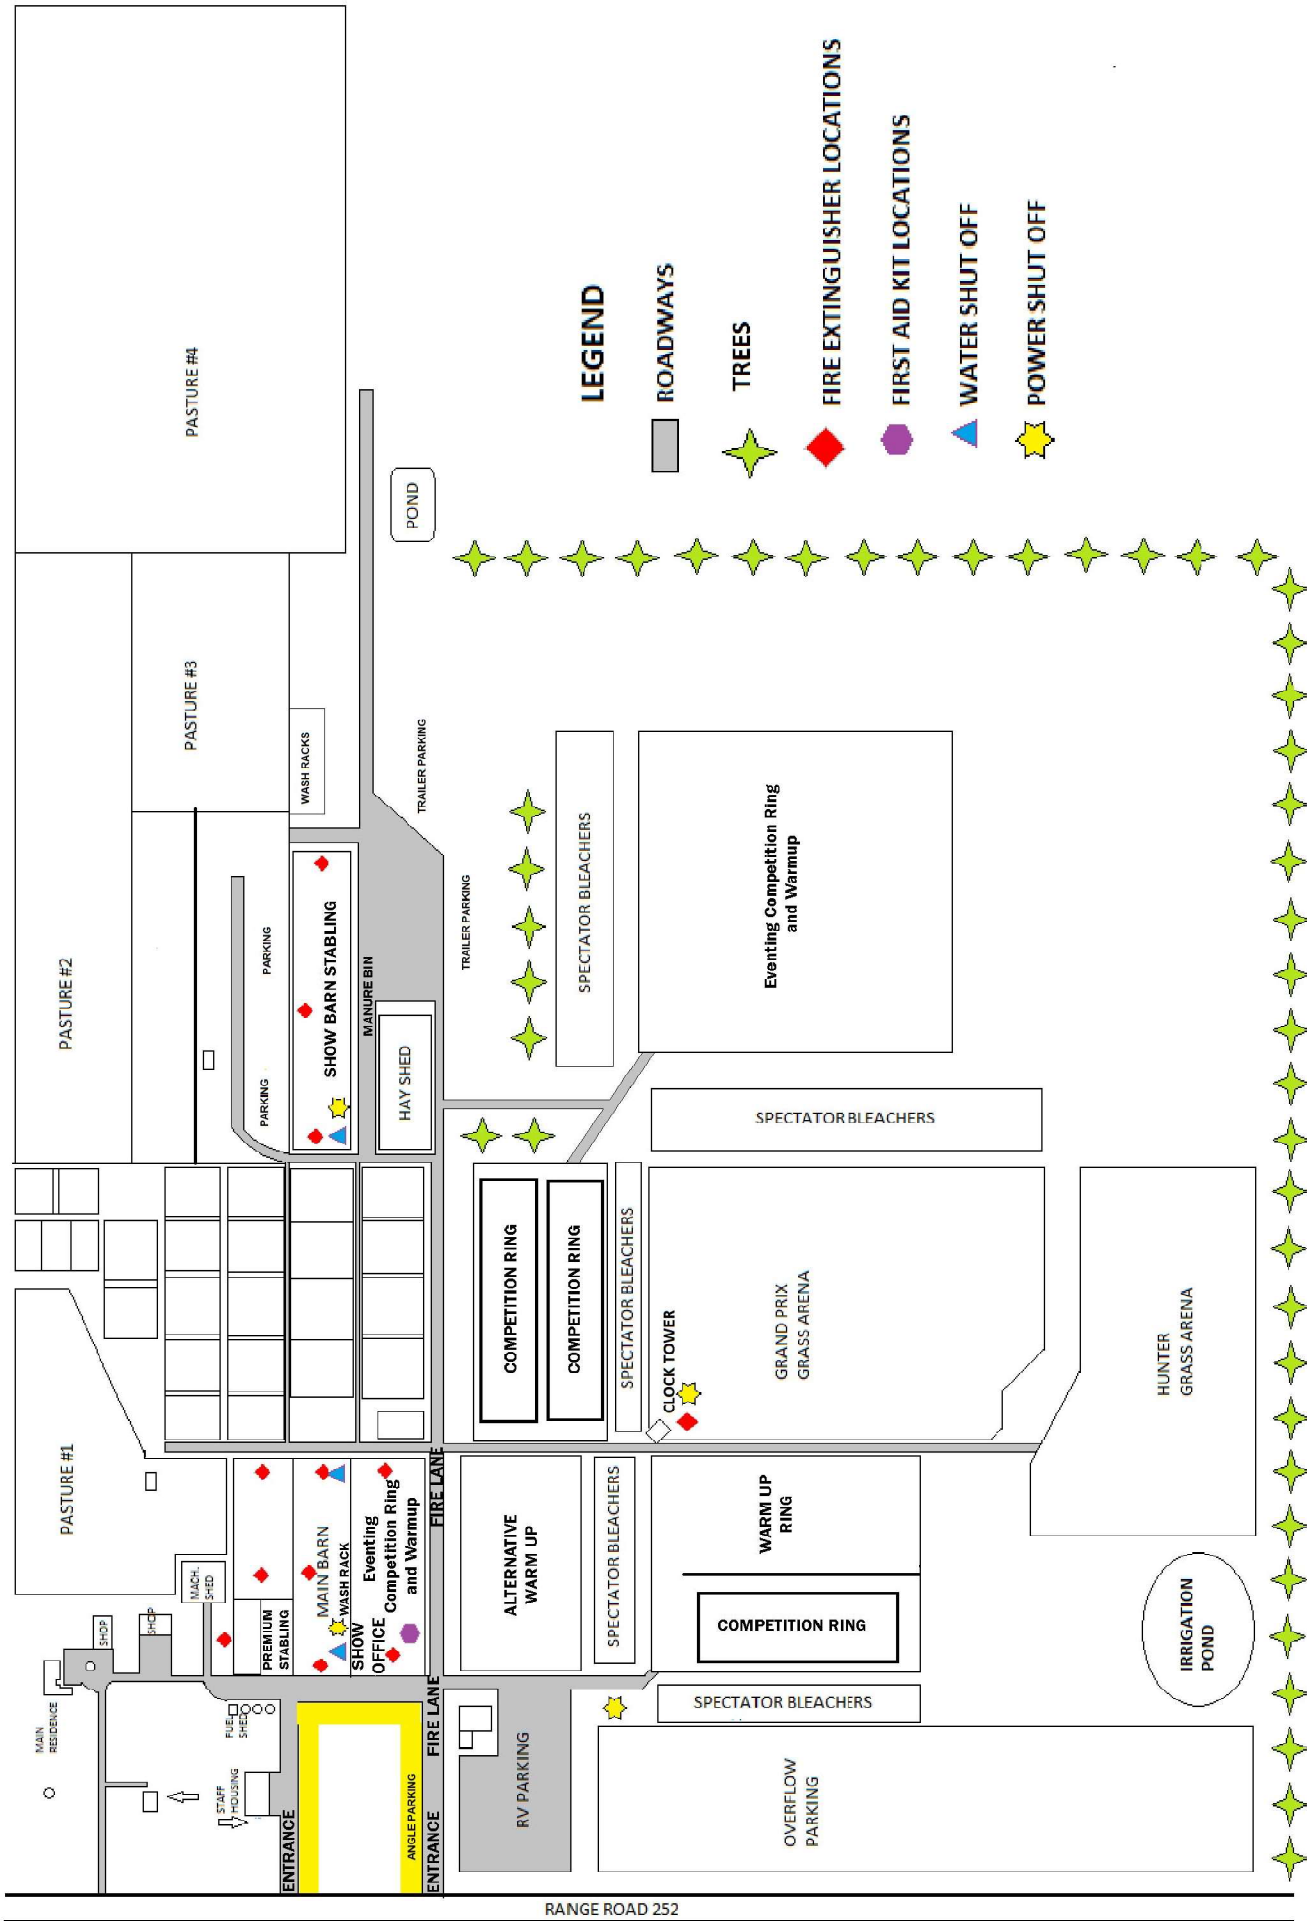 PASTURE #4
LEGEND
ROADWAYS
TREES
FIRE EXTINGUISHER LOCATIONS
FIRST AID KIT LOCATIONS
WATER SHUT OFF
POWER SHUT OFF
POND
PASTURE #3
WASH RACKS
TRAILER PARKING
TRAILER PARKING
PASTURE #2
PARKING
PARKING
SHOW BARN STABLING
MANURE BIN
HAY SHED
SPECTATOR BLEACHERS
Eventing Competition Ring
and Warmup
SPECTATOR BLEACHERS
COMPETITION RING
COMPETITION RING
SPECTATOR BLEACHERS
CLOCK TOWER
GRAND PRIX
GRASS ARENA
HUNTER
GRASS ARENA
PASTURE #1
MACH.
SHED
SHOP
SHOP
PREMIUM
STABLING
MAIN BARN
WASH RACK
SHOW
OFFICE
Eventing
Competition Ring
and Warmup
FIRE LANE
ALTERNATIVE
WARM UP
SPECTATOR BLEACHERS
WARM UP
RING
COMPETITION RING
IRRIGATION
POND
MAIN
RESIDENCE
FUEL
SHED
STAFF
HOUSING
ENTRANCE
ANGLE PARKING
ENTRANCE
FIRE LANE
RV PARKING
SPECTATOR BLEACHERS
OVERFLOW
PARKING
RANGE ROAD 252